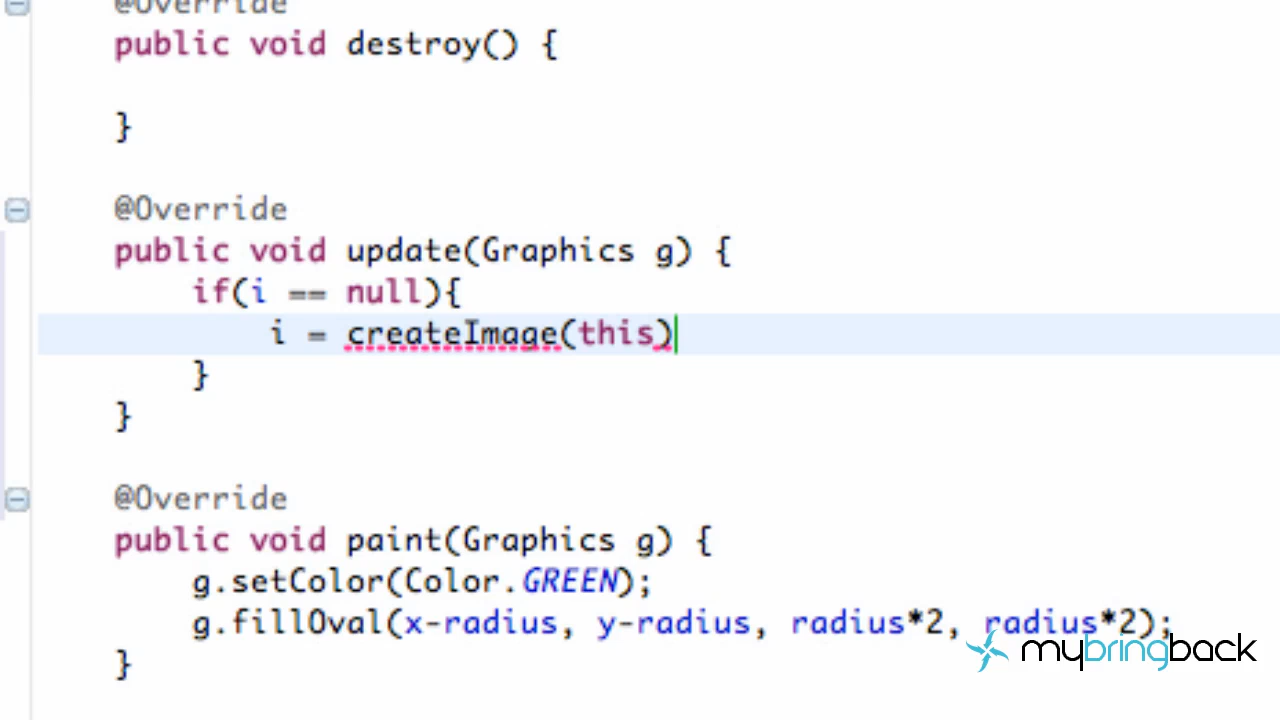 @Override
public void destroy() {
}
@Override
public void update(Graphics g) {
if(i == null){
i = createImage(this)
}
}
@Override
public void paint(Graphics g) {
g.setColor(Color.GREEN);
g.fillOval(x-radius, y-radius, radius*2, radius*2);
}
mybringback